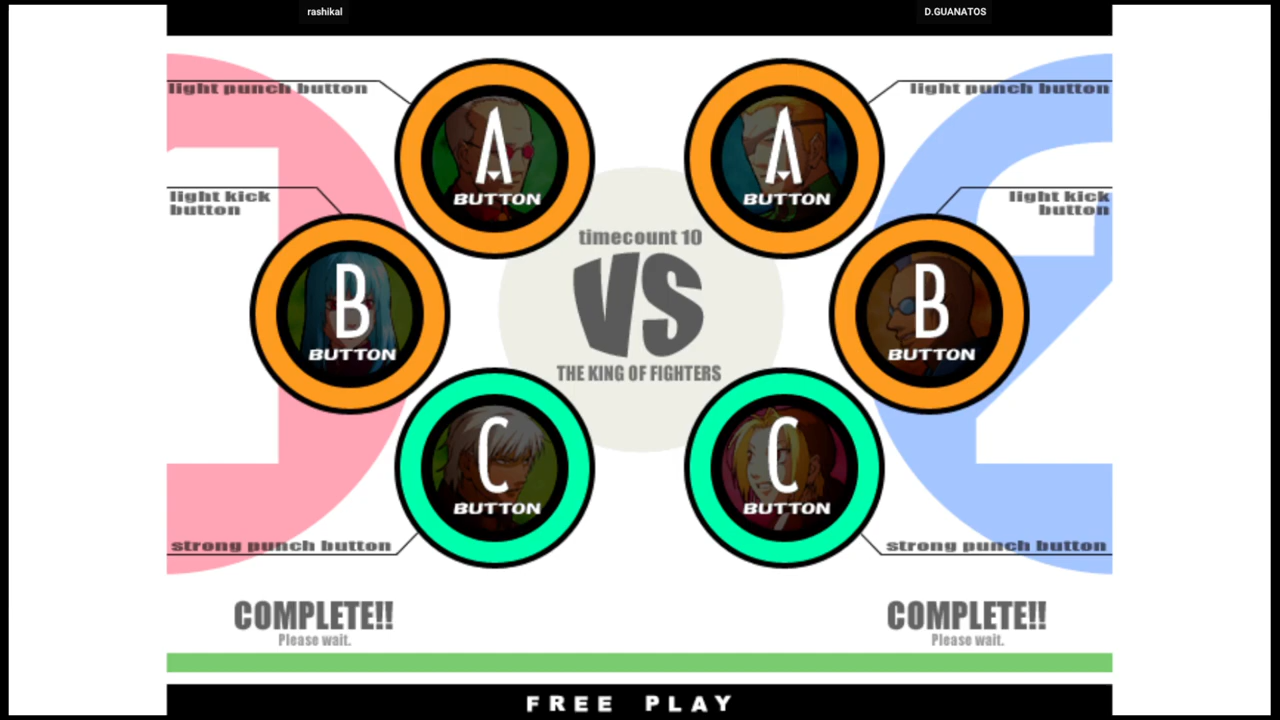 rashikal
D.GUANATOS
light punch button
light punch button
A
BUTTON
A
BUTTON
light kick
button
light kick
button
timecount 10
VS
THE KING OF FIGHTERS
B
BUTTON
B
BUTTON
C
BUTTON
C
BUTTON
strong punch button
strong punch button
COMPLETE!!
Please wait.
COMPLETE!!
Please wait.
FREE PLAY